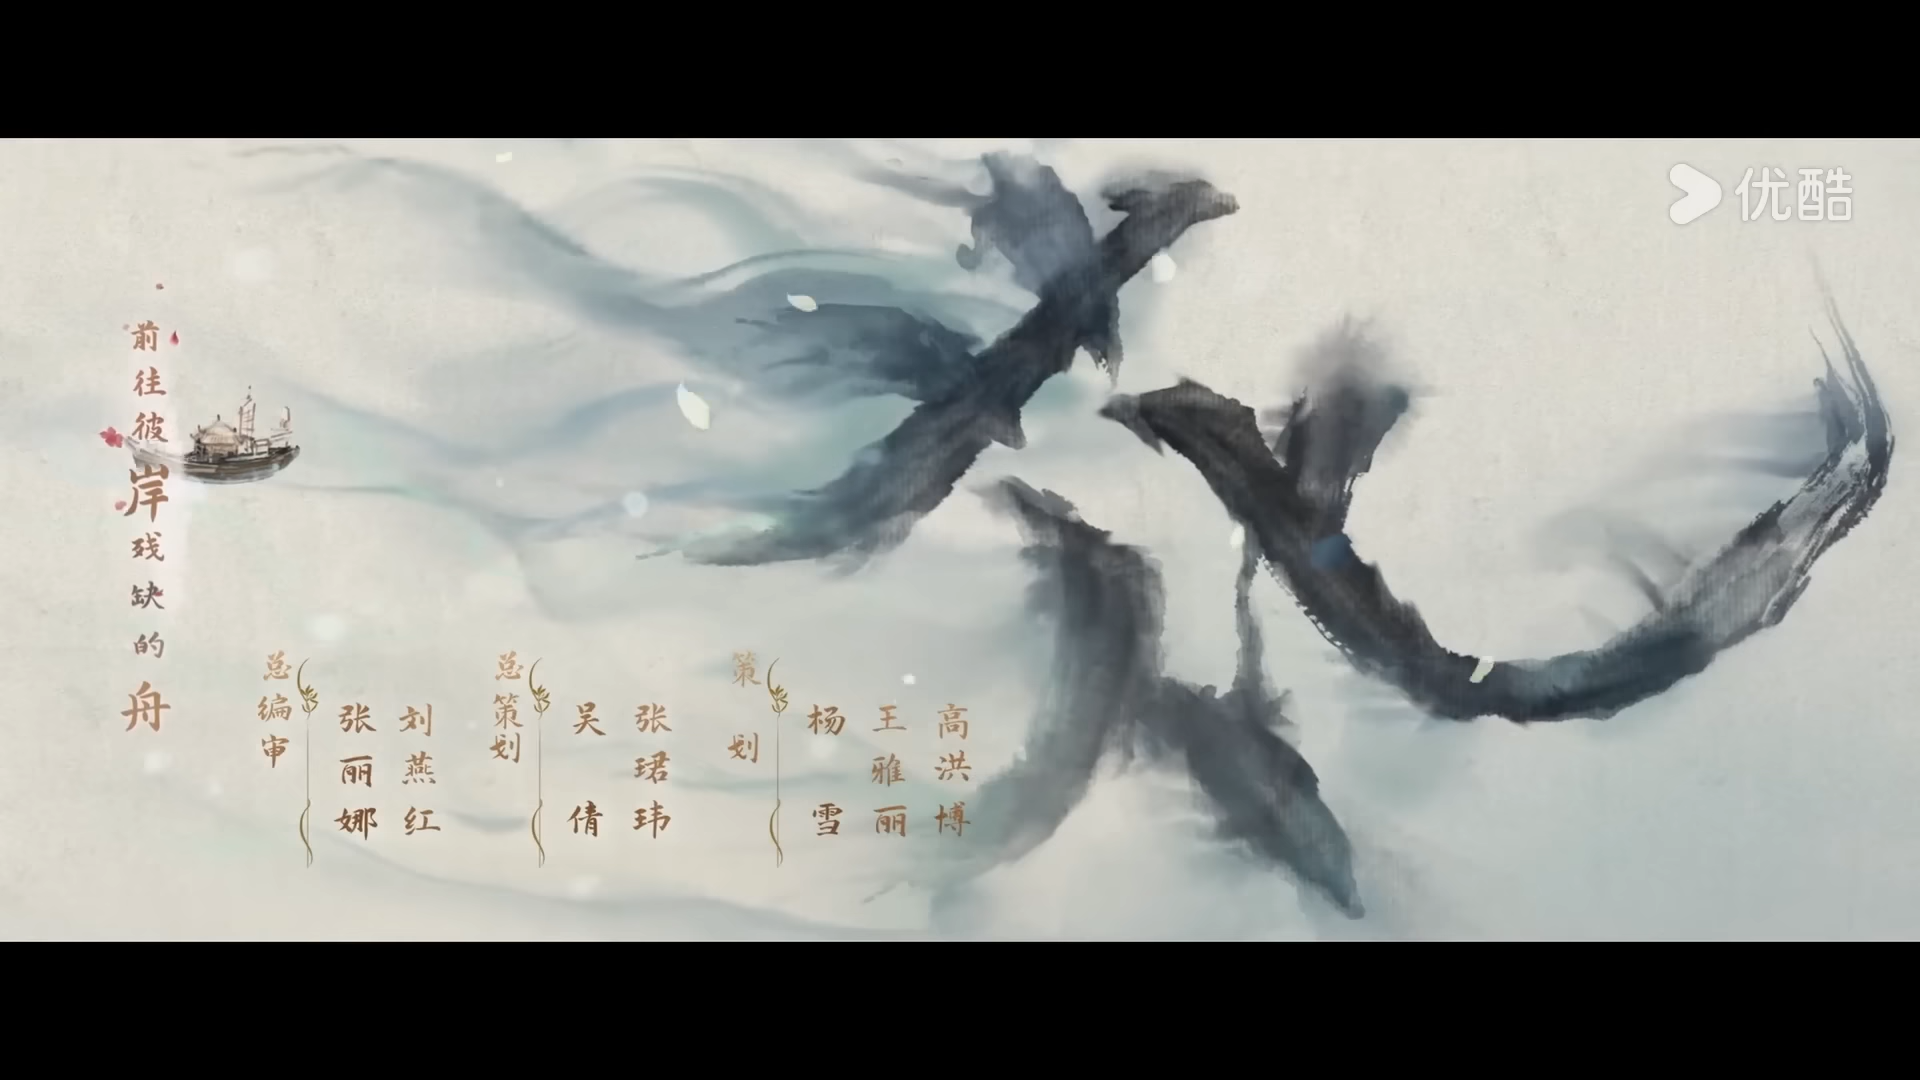 优酷
前往彼岸残缺的舟
总编审
张丽娜
刘燕红
总策划
吴倩
张珺玮
策划
杨雪
王雅丽
高洪博